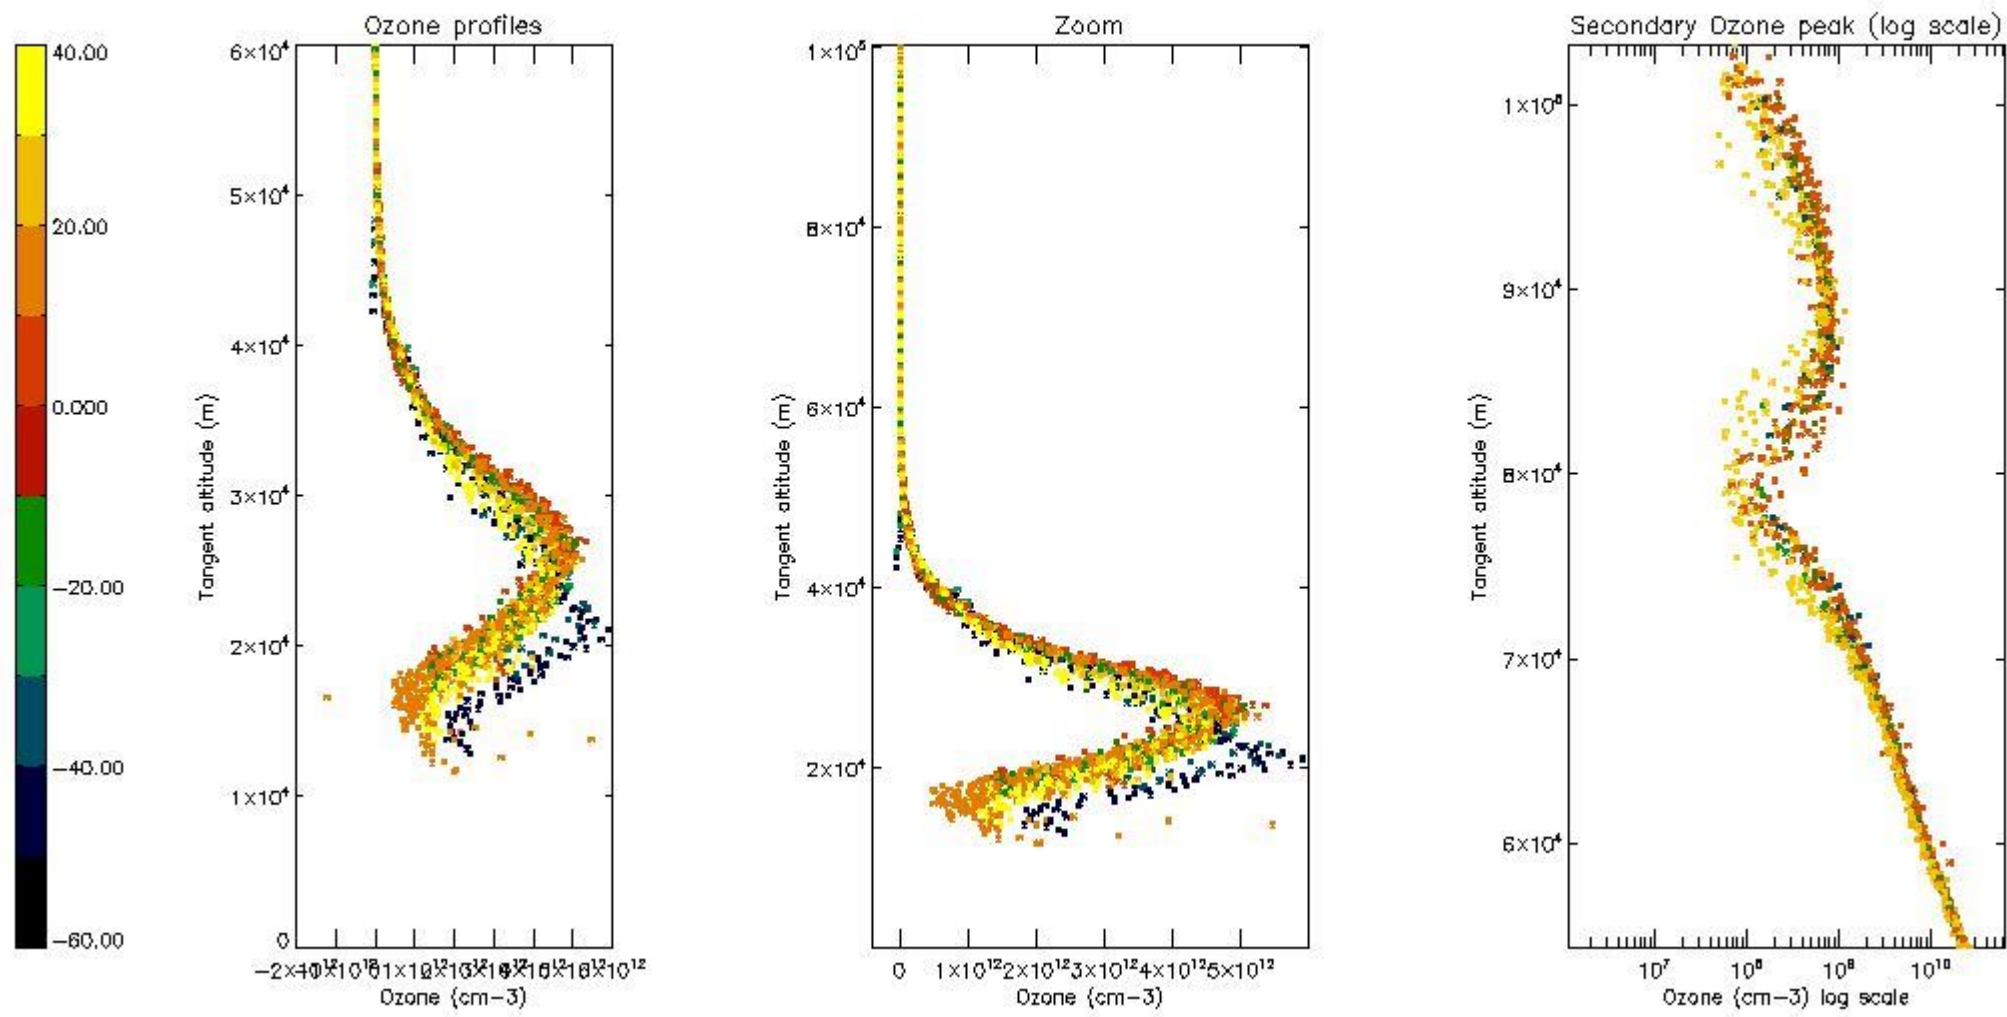 Ozone profiles
Zoom
Secondary Ozone peak (log scale)
40.00
20.00
0.000
−20.00
−40.00
−60.00
6×10⁴
5×10⁴
4×10⁴
3×10⁴
2×10⁴
1×10⁴
0
Tangent altitude (m)
Ozone (cm−3)
1×10⁵
8×10⁴
6×10⁴
4×10⁴
2×10⁴
Tangent altitude (m)
0 1×10¹² 2×10¹² 3×10¹² 4×10¹² 5×10¹²
Ozone (cm−3)
9×10⁴
8×10⁴
7×10⁴
6×10⁴
Tangent altitude (m)
10⁷ 10⁸ 10⁹ 10¹⁰
Ozone (cm−3) log scale